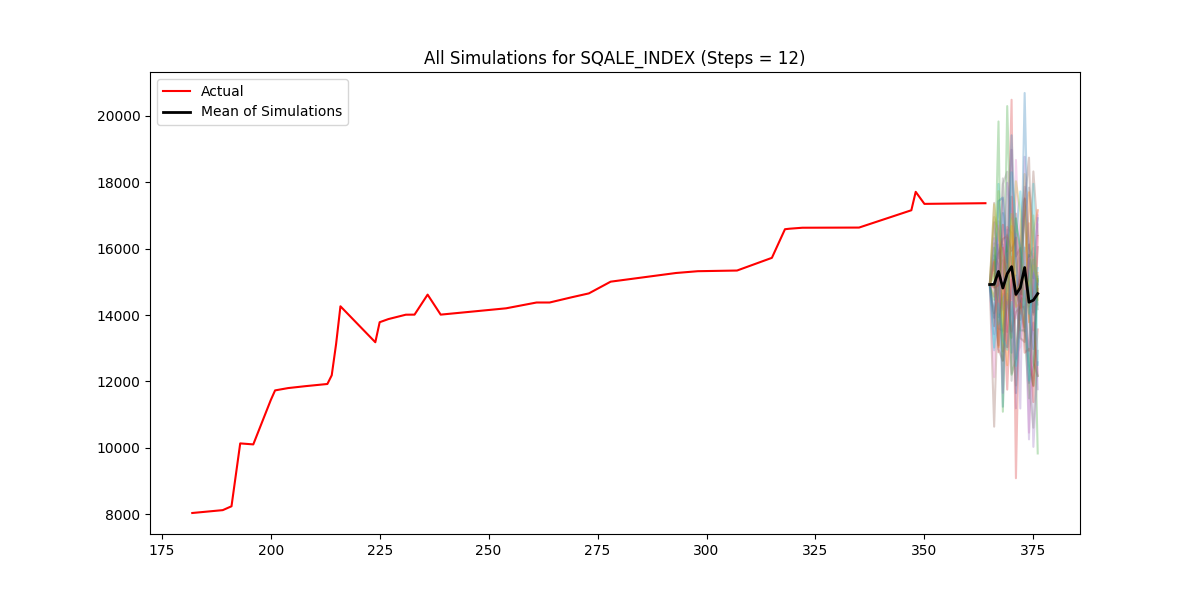 All Simulations for SQALE_INDEX (Steps = 12)
Actual
Mean of Simulations
20000
18000
16000
14000
12000
10000
8000
175 200 225 250 275 300 325 350 375